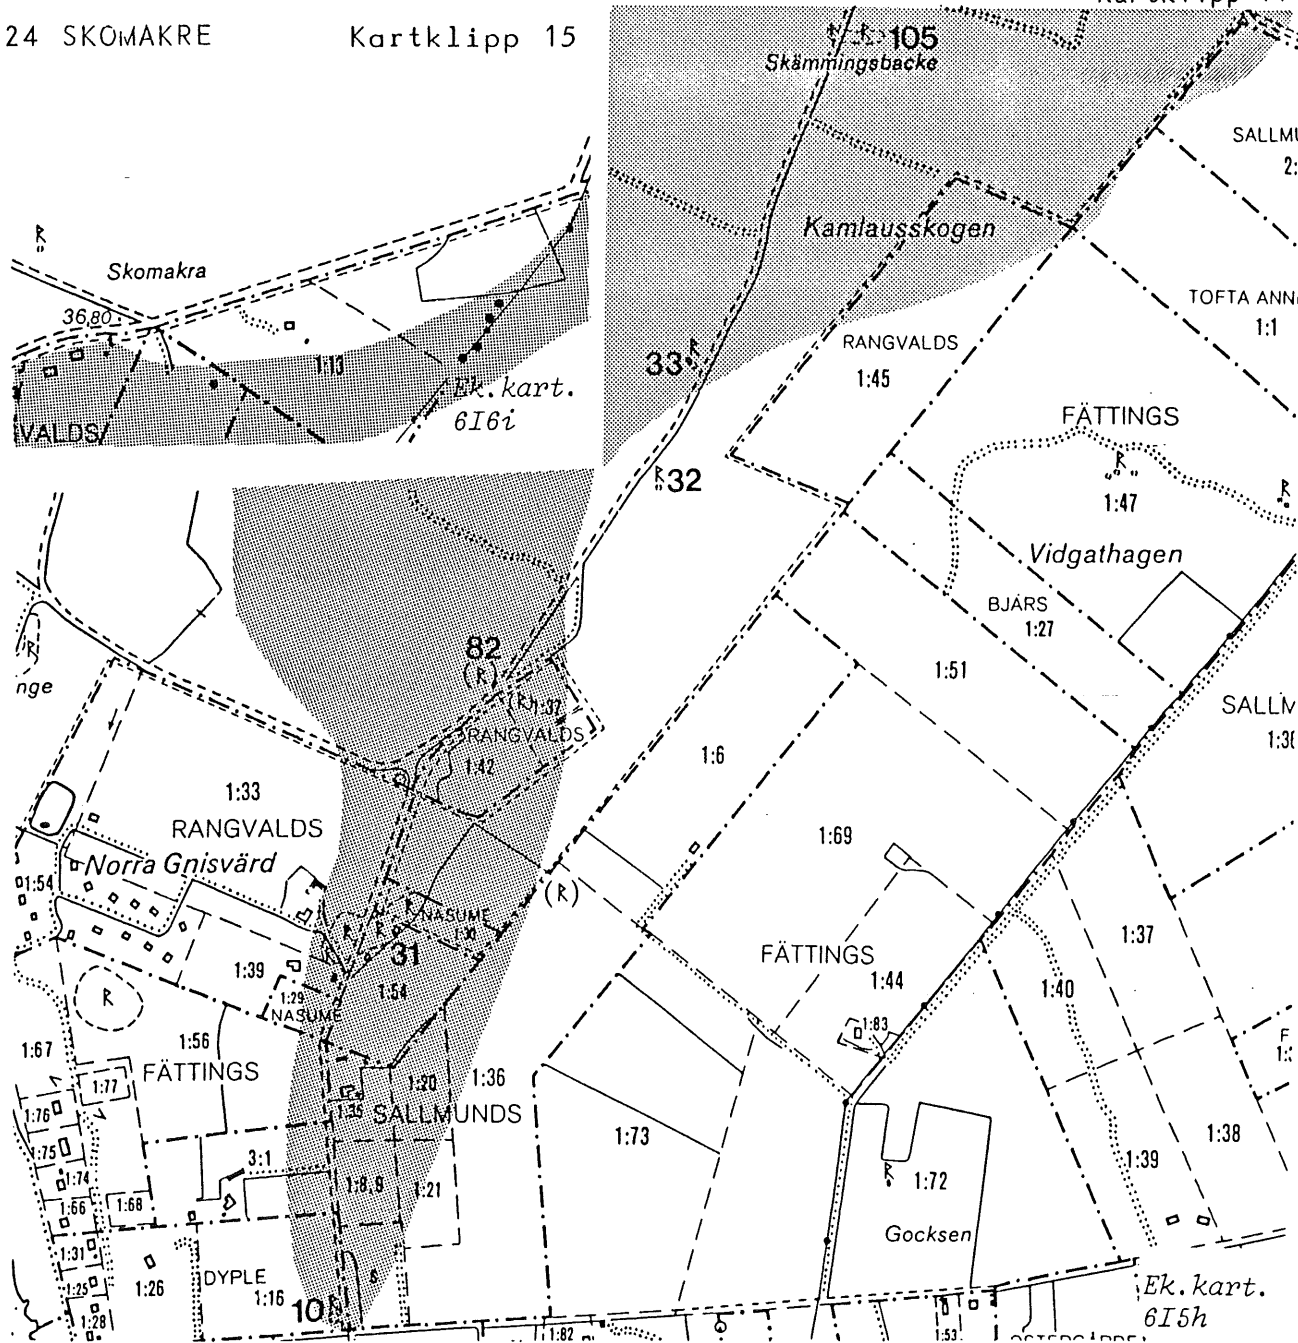 24 SKOMAKRE
Kartklipp 15
R 105
Skämmingsbacke
R
Skomakra
36,80
1:13
VALDS
Ek. kart.
6I6i
Kamlausskogen
SALLMU
2:
TOFTA ANN
1:1
RANGVALDS
1:45
33 R
R 32
FÄTTINGS
R
1:47
R
Vidgathagen
BJÄRS
1:27
1:51
SALLM
82
(R)
(R) 1:37
RANGVALDS
1:42
R
nge
1:6
1:33
RANGVALDS
Norra Gnisvärd
1:54
1:69
(R)
R
R
R
NASUME
31
1:54
1:39
1:29
NASUME
R
FÄTTINGS
1:44
1:83
1:37
1:40
1:67
1:56
FÄTTINGS
1:77
1:76
1:75
1:74
1:66
1:68
3:1
1:20
1:36
1:35
SALLMUNDS
1:8,9
1:21
1:73
R
1:72
Gocksen
1:38
1:39
1:31
1:25
1:28
1:26
DYPLE
1:16
10 R
S
1:82
1:53
Ek. kart.
6I5h